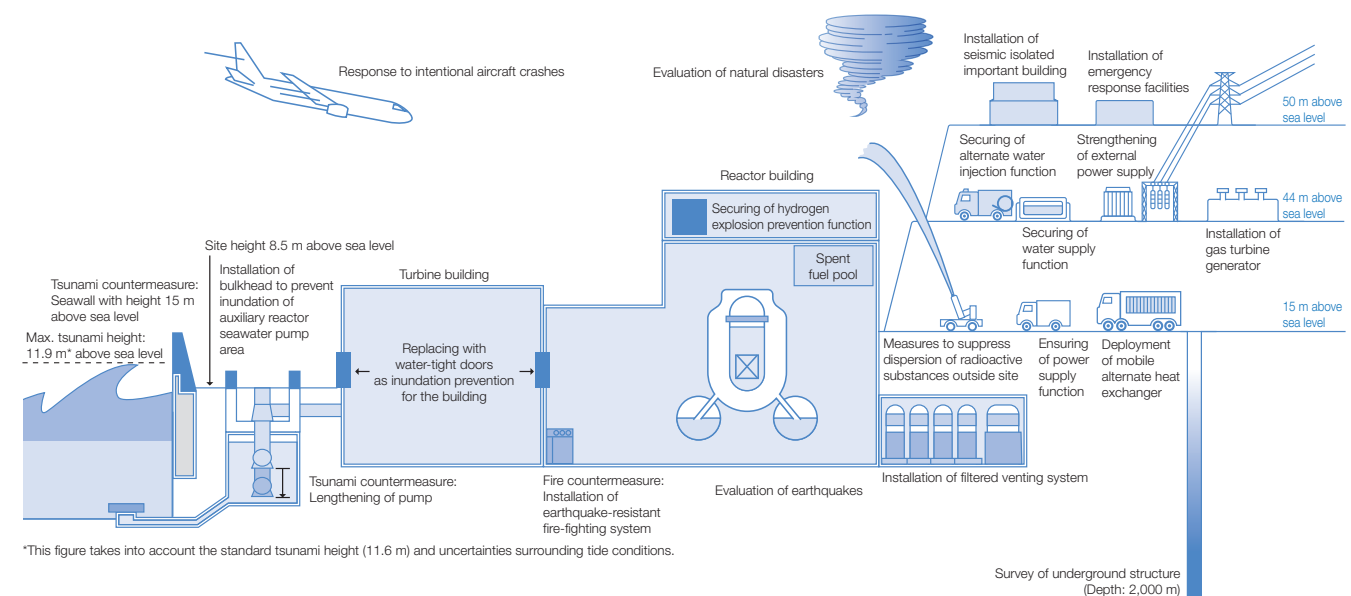 Response to intentional aircraft crashes
Evaluation of natural disasters
Installation of
seismic isolated
important building
Installation of
emergency
response facilities
50 m above
sea level
Securing of
alternate water
injection function
Strengthening
of external
power supply
44 m above
sea level
Securing of
water supply
function
Installation of
gas turbine
generator
Reactor building
Securing of hydrogen
explosion prevention function
Spent
fuel pool
Site height 8.5 m above sea level
Tsunami countermeasure:
Seawall with height 15 m
above sea level
Max. tsunami height:
11.9 m* above sea level
Installation of
bulkhead to prevent
inundation of
auxiliary reactor
seawater pump
area
Turbine building
Replacing with
water-tight doors
as inundation prevention
for the building
15 m above
sea level
Measures to suppress
dispersion of radioactive
substances outside site
Ensuring
of power
supply
function
Deployment
of mobile
alternate heat
exchanger
Tsunami countermeasure:
Lengthening of pump
Fire countermeasure:
Installation of
earthquake-resistant
fire-fighting system
Evaluation of earthquakes
Installation of filtered venting system
*This figure takes into account the standard tsunami height (11.6 m) and uncertainties surrounding tide conditions.
Survey of underground structure
(Depth: 2,000 m)